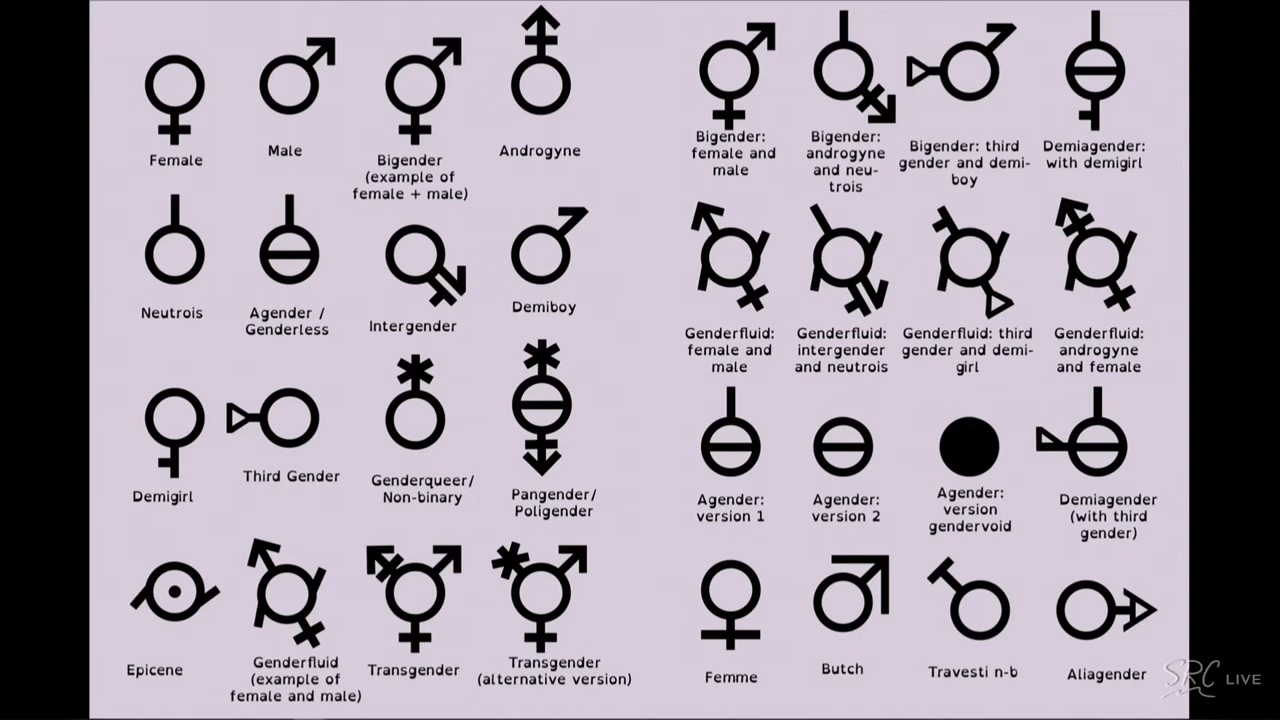 Female
Male
Bigender
(example of
female + male)
Androgyne
Bigender:
female and
male
Bigender:
androgyne
and neu-
trois
Bigender: third
gender and demi-
boy
Demiagender:
with demigirl
Neutrois
Agender /
Genderless
Intergender
Demiboy
Genderfluid:
female and
male
Genderfluid:
intergender
and neutrois
Genderfluid: third
gender and demi-
girl
Genderfluid:
androgyne
and female
Demigirl
Third Gender
Genderqueer/
Non-binary
Pangender/
Poligender
Agender:
version 1
Agender:
version 2
Agender:
version
gendervoid
Demiagender
(with third
gender)
Epicene
Genderfluid
(example of
female and male)
Transgender
Transgender
(alternative version)
Femme
Butch
Travesti n-b
Aliagender
SRC LIVE